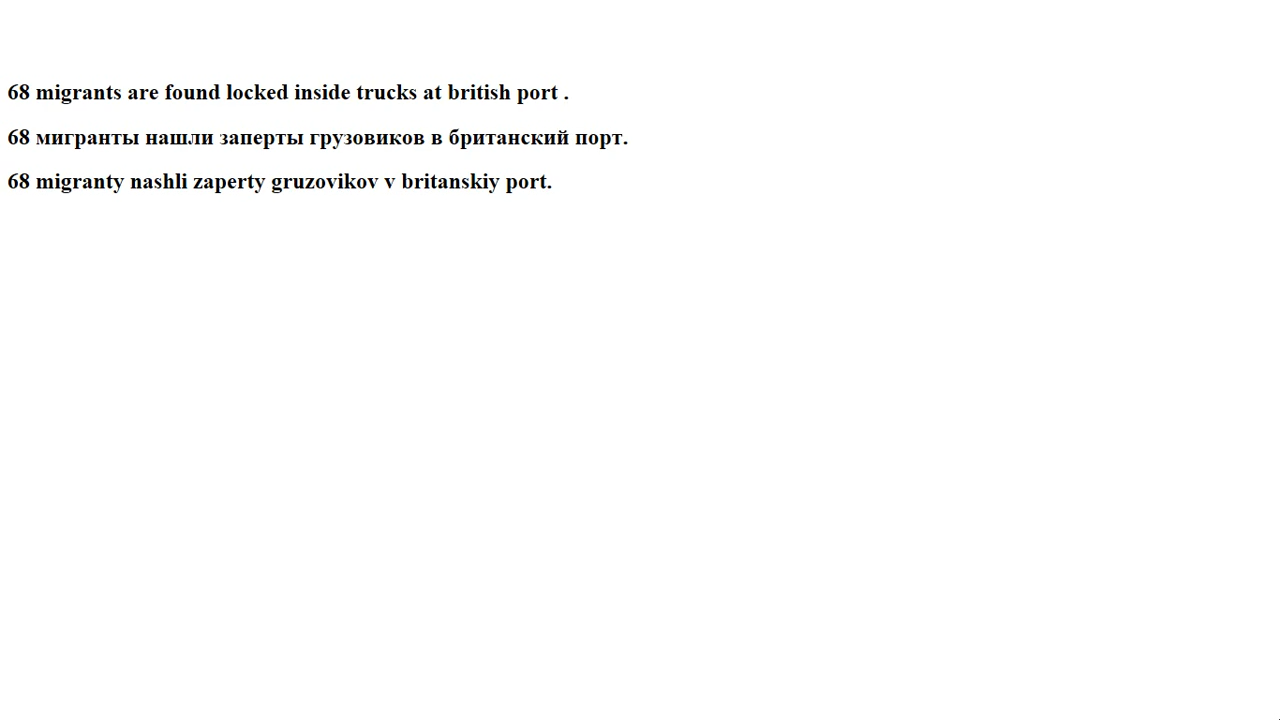 68 migrants are found locked inside trucks at british port .
68 мигранты нашли заперты грузовиков в британский порт.
68 migranty nashli zaperty gruzovikov v britanskiy port.